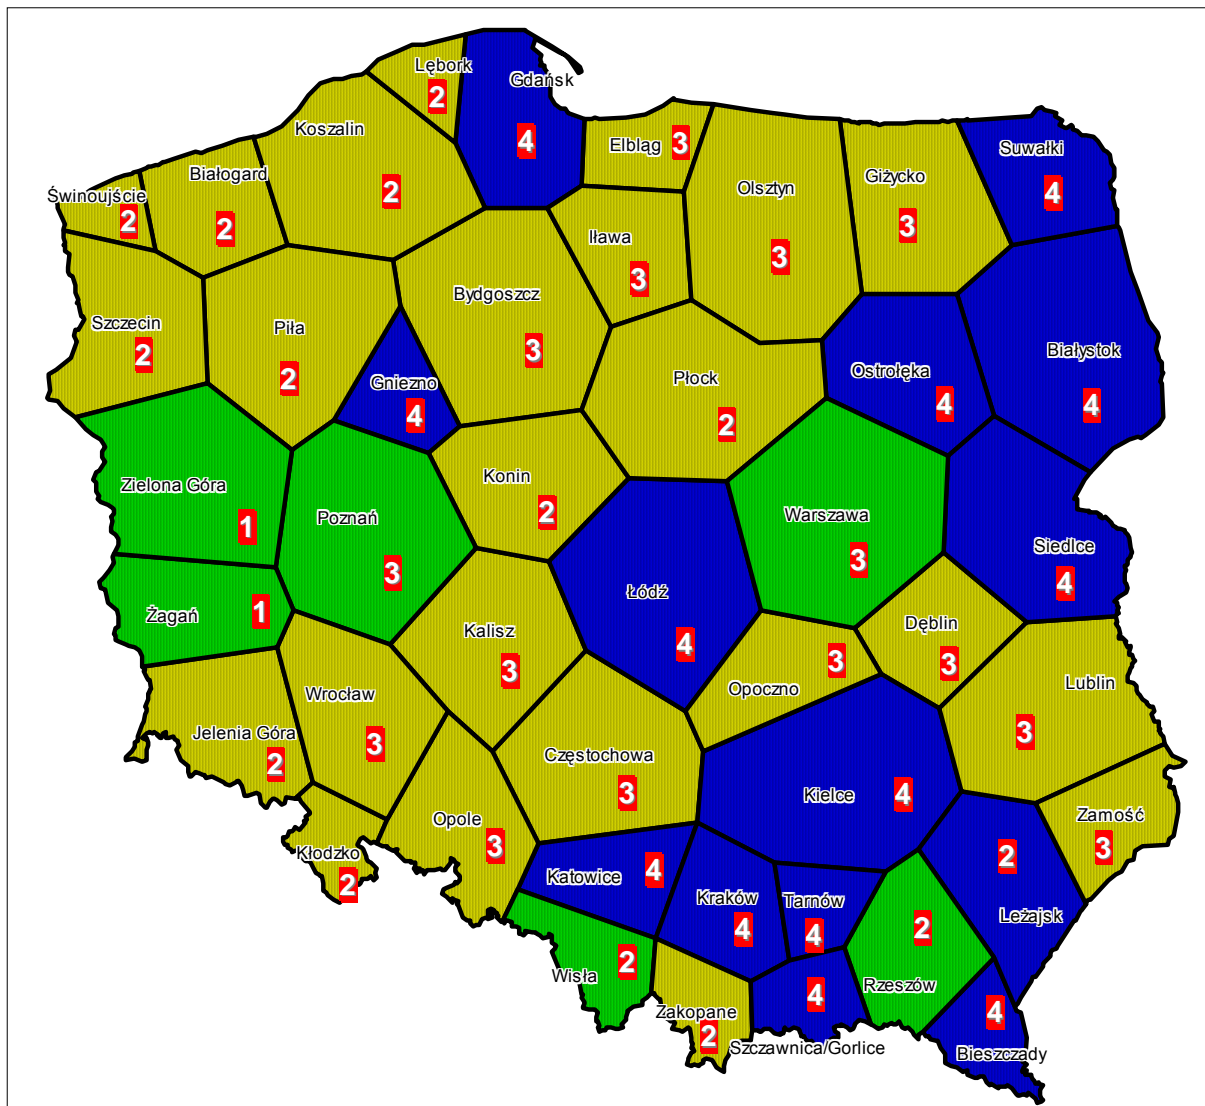 Lębork
2
Gdańsk
4
Koszalin
2
Elbląg
3
Olsztyn
3
Giżycko
3
Suwałki
4
Świnoujście
2
Białogard
2
Iława
3
Szczecin
2
Piła
2
Bydgoszcz
3
Gniezno
4
Płock
2
Ostrołęka
4
Białystok
4
Zielona Góra
1
Poznań
3
Konin
2
Warszawa
3
Siedlce
4
Żagań
1
Kalisz
3
Łódź
4
Opoczno
3
Dęblin
3
Lublin
3
Jelenia Góra
2
Wrocław
3
Częstochowa
3
Kielce
4
Zamość
3
Kłodzko
2
Opole
3
Katowice
4
Kraków
4
Tarnów
4
Rzeszów
2
Leżajsk
2
Wisła
2
Zakopane
2
Szczawnica/Gorlice
4
Bieszczady
4